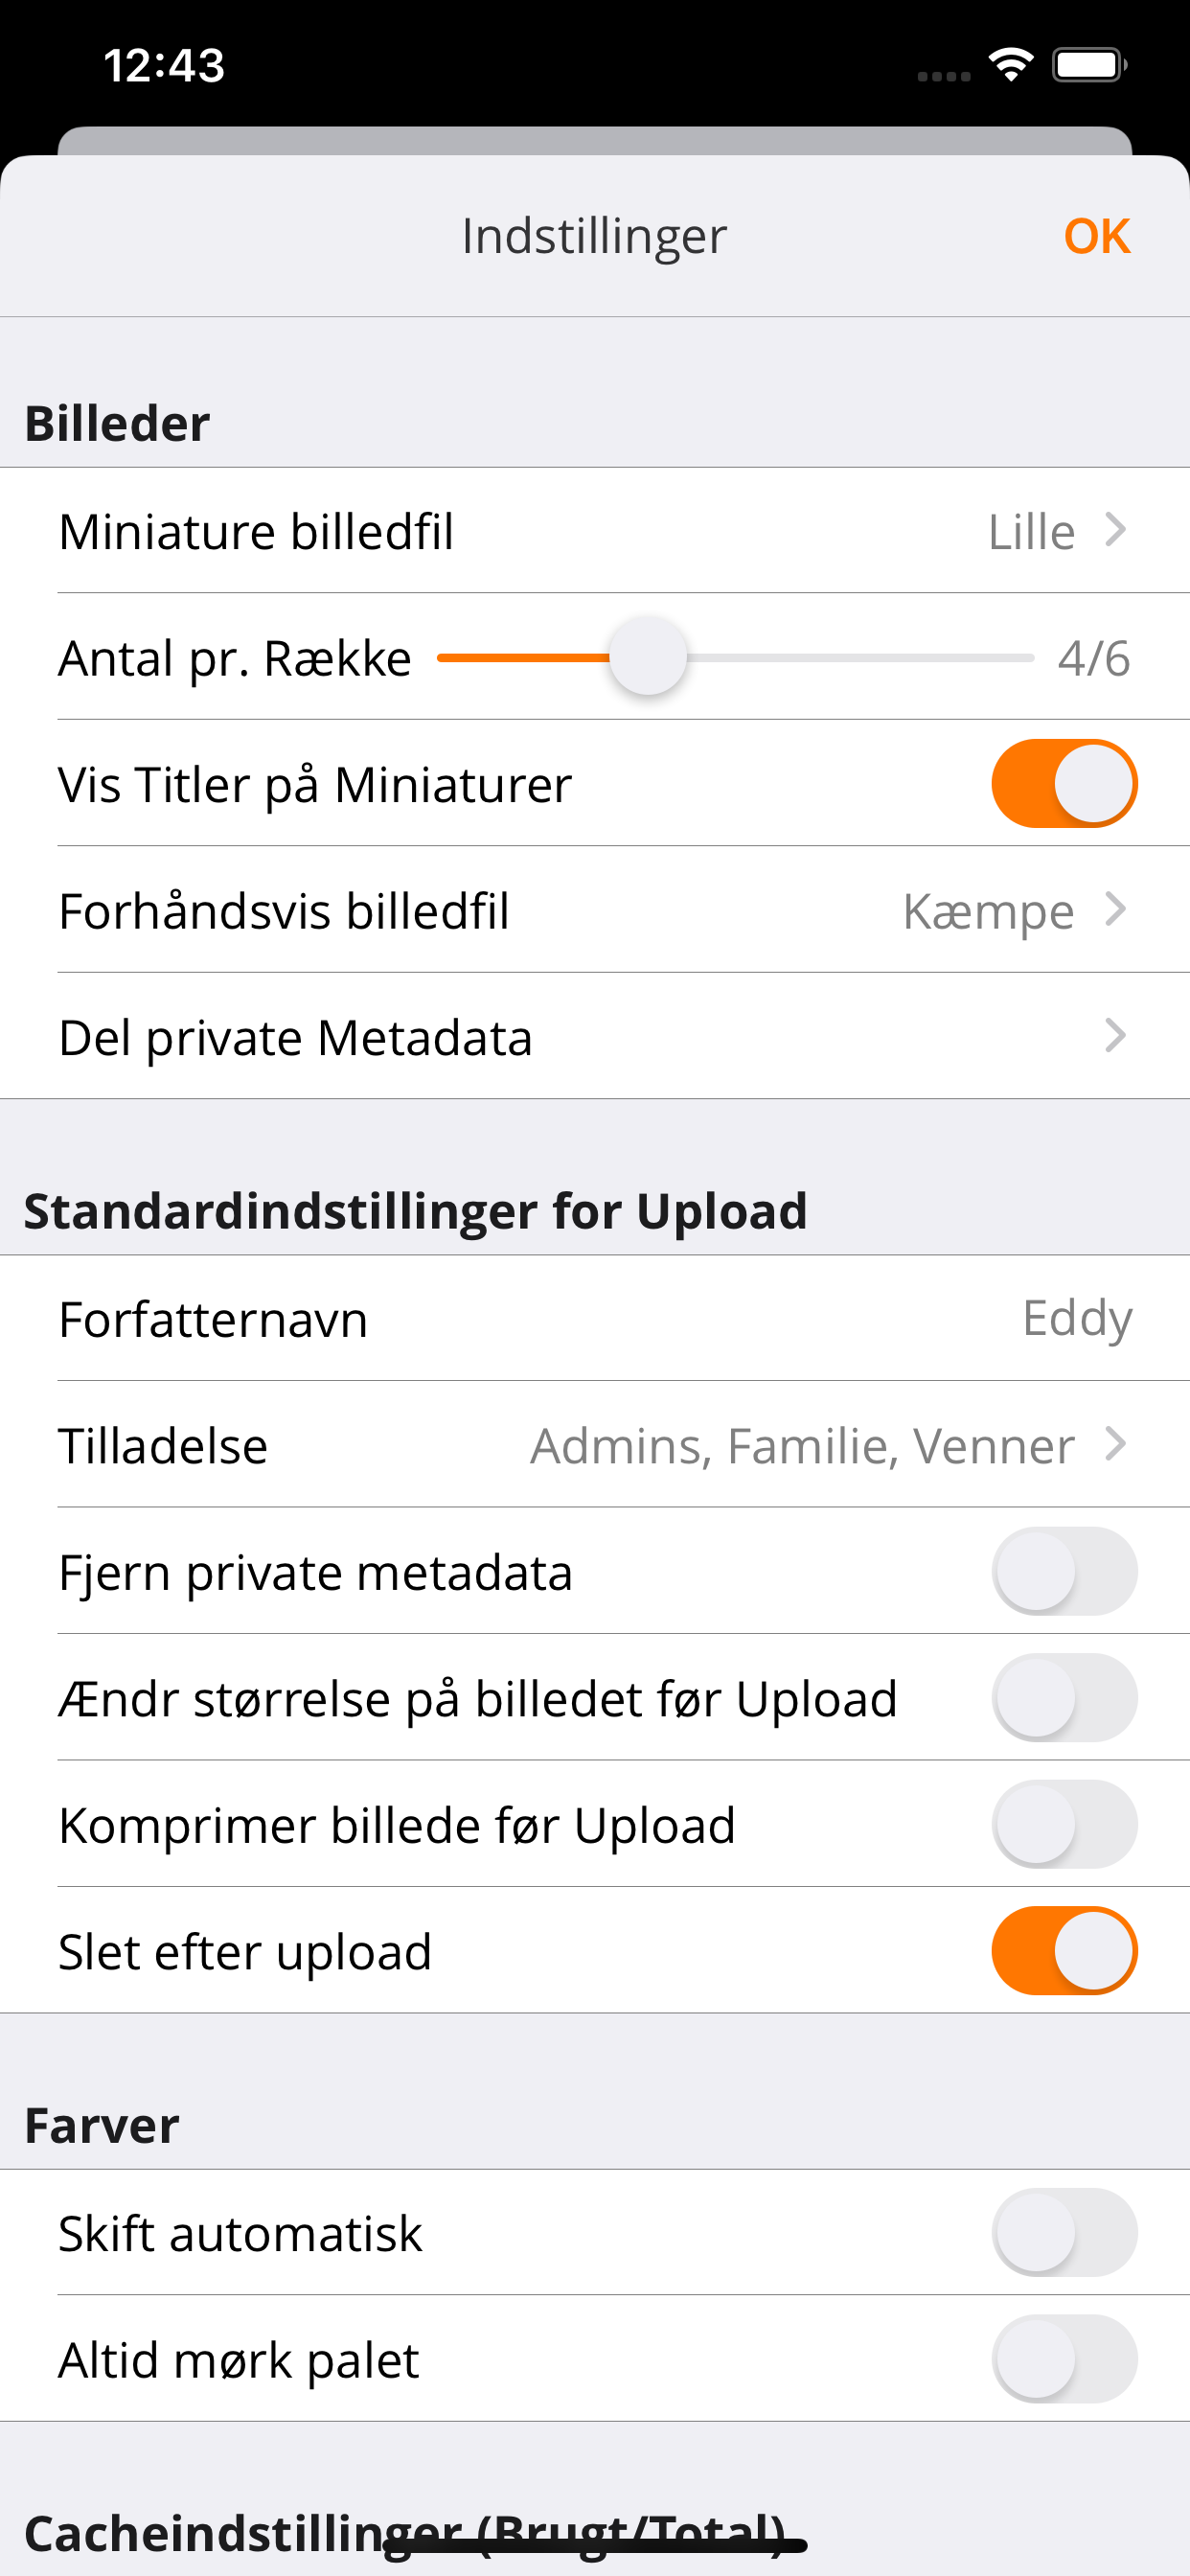 12:43
Indstillinger
OK
Billeder
Miniature billedfil Lille
Antal pr. Række 4/6
Vis Titler på Miniaturer
Forhåndsvis billedfil Kæmpe
Del private Metadata
Standardindstillinger for Upload
Forfatternavn Eddy
Tilladelse Admins, Familie, Venner
Fjern private metadata
Ændr størrelse på billedet før Upload
Komprimer billede før Upload
Slet efter upload
Farver
Skift automatisk
Altid mørk palet
Cacheindstillinger (Brugt/Total)